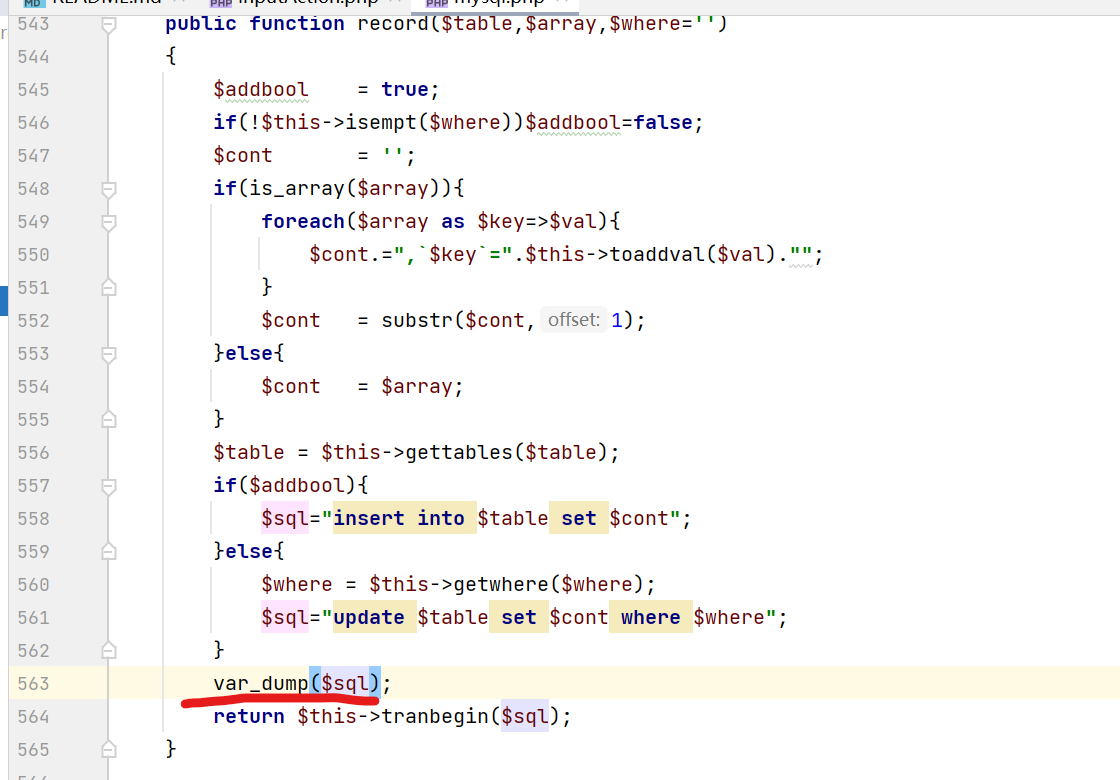 README.md inputAction.php mysql.php
543 public function record($table,$array,$where='')
544 {
545 $addbool = true;
546 if(!$this->isempt($where))$addbool=false;
547 $cont = '';
548 if(is_array($array)){
549 foreach($array as $key=>$val){
550 $cont.=",`$key`=".$this->toaddval($val)."";
551 }
552 $cont = substr($cont, offset: 1);
553 }else{
554 $cont = $array;
555 }
556 $table = $this->gettables($table);
557 if($addbool){
558 $sql="insert into $table set $cont";
559 }else{
560 $where = $this->getwhere($where);
561 $sql="update $table set $cont where $where";
562 }
563 var_dump($sql);
564 return $this->tranbegin($sql);
565 }